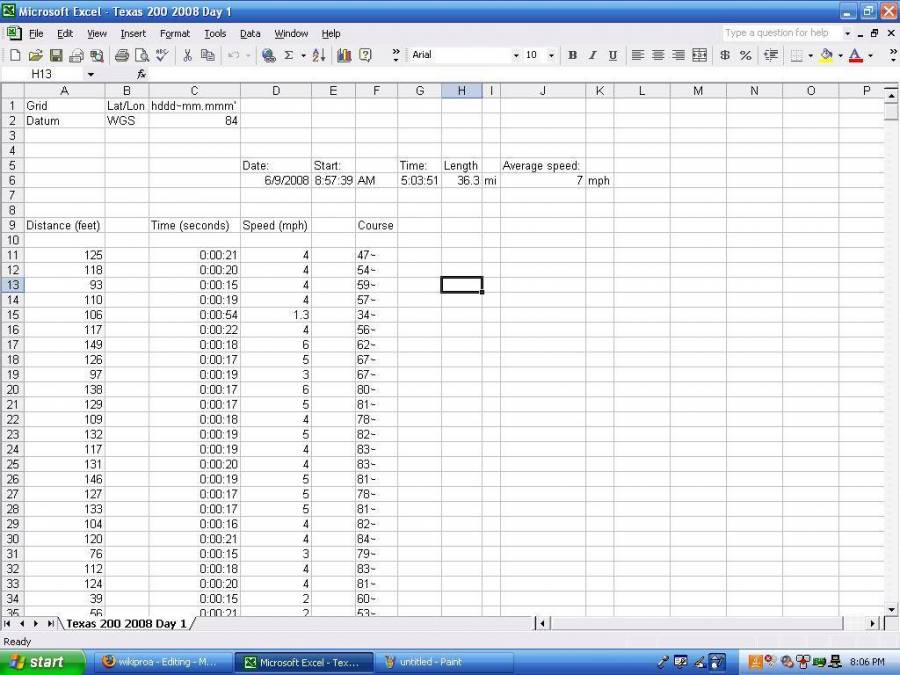 Microsoft Excel - Texas 200 2008 Day 1
File Edit View Insert Format Tools Data Window Help Type a question for help
Arial 10 B I U $ %
H13 fx
A B C D E F G H I J K L M N O P
1 Grid Lat/Lon hddd~mm.mmm'
2 Datum WGS 84
3
4
5 Date: Start: Time: Length Average speed:
6 6/9/2008 8:57:39 AM 5:03:51 36.3 mi 7 mph
7
8
9 Distance (feet) Time (seconds) Speed (mph) Course
10
11 125 0:00:21 4 47~
12 118 0:00:20 4 54~
13 93 0:00:15 4 59~
14 110 0:00:19 4 57~
15 106 0:00:54 1.3 34~
16 117 0:00:22 4 56~
17 149 0:00:18 6 62~
18 126 0:00:17 5 67~
19 97 0:00:19 3 67~
20 138 0:00:17 6 80~
21 129 0:00:17 5 81~
22 109 0:00:18 4 78~
23 132 0:00:19 5 82~
24 117 0:00:19 4 83~
25 131 0:00:20 4 83~
26 146 0:00:19 5 81~
27 127 0:00:17 5 78~
28 133 0:00:17 5 81~
29 104 0:00:16 4 82~
30 120 0:00:21 4 84~
31 76 0:00:15 3 79~
32 112 0:00:18 4 83~
33 124 0:00:20 4 81~
34 39 0:00:15 2 60~
35 56 0:00:21 2 53~
Texas 200 2008 Day 1
Ready
start wikiproa - Editing - M... Microsoft Excel - Tex... untitled - Paint 8:06 PM